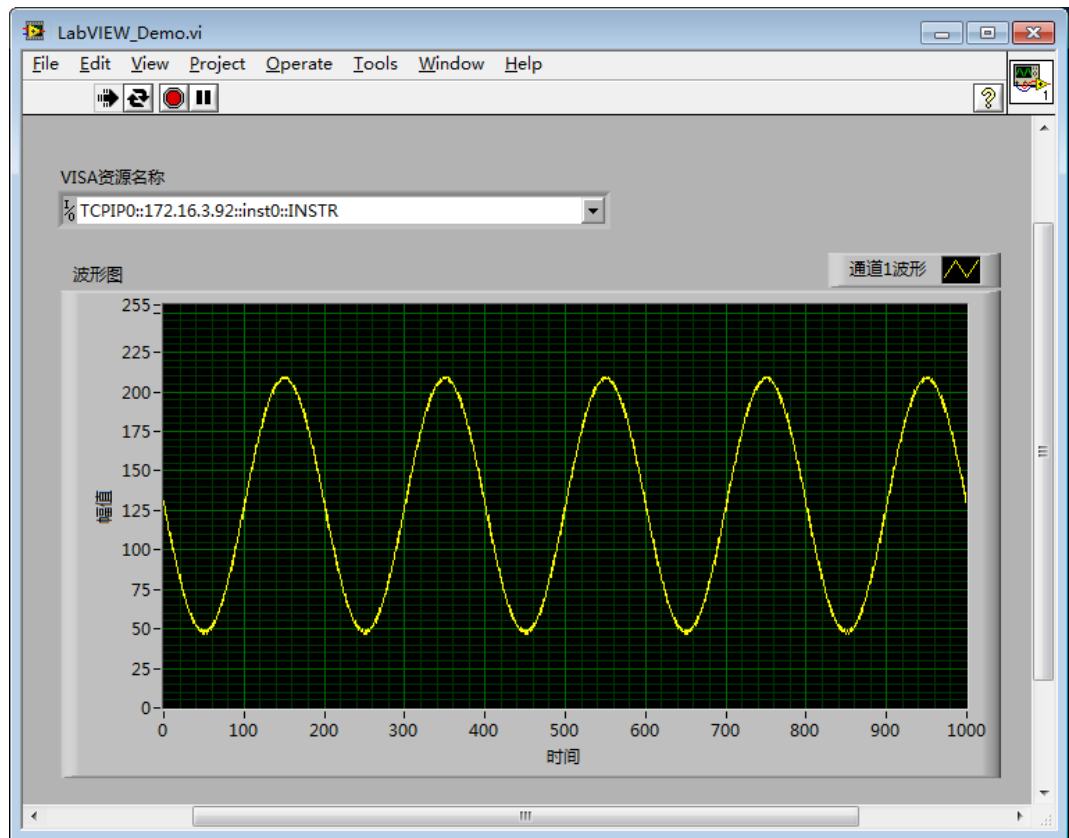 LabVIEW_Demo.vi
File Edit View Project Operate Tools Window Help
1
VISA资源名称
TCPIP0::172.16.3.92::inst0::INSTR
波形图
通道1波形
255
225
200
175
150
125
100
75
50
25
0
幅值
0 100 200 300 400 500 600 700 800 900 1000
时间